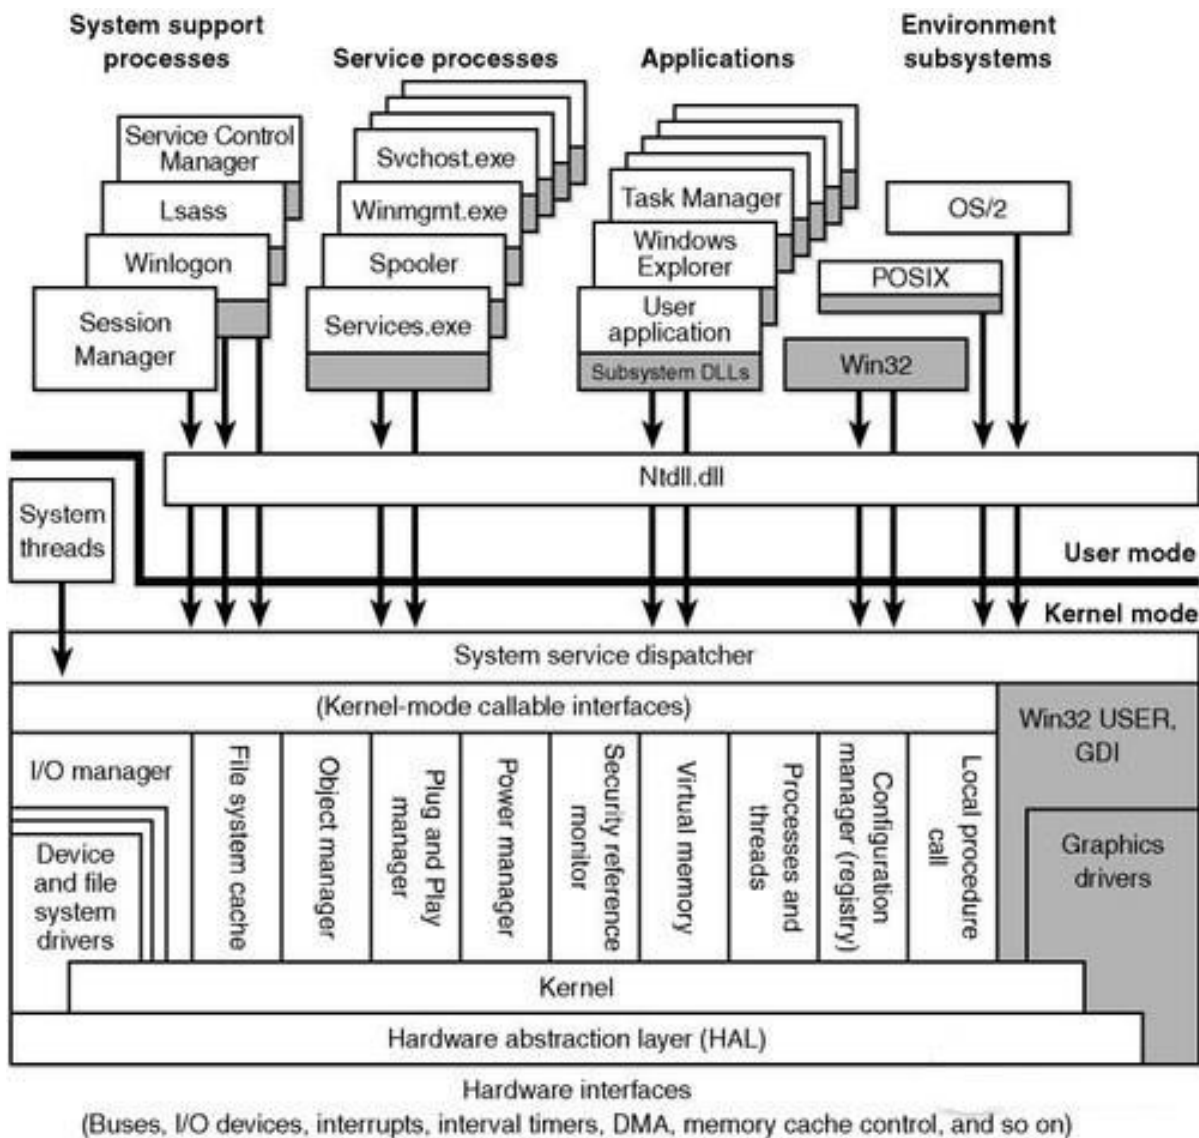 System support
processes
Service processes
Applications
Environment
subsystems
Service Control
Manager
Lsass
Winlogon
Session
Manager
Svchost.exe
Winmgmt.exe
Spooler
Services.exe
Task Manager
Windows
Explorer
User
application
Subsystem DLLs
OS/2
POSIX
Win32
Ntdll.dll
System
threads
User mode
Kernel mode
System service dispatcher
(Kernel-mode callable interfaces)
Win32 USER,
GDI
I/O manager
Device
and file
system
drivers
File system cache
Object manager
Plug and Play
manager
Power manager
Security reference
monitor
Virtual memory
Processes and
threads
Configuration
manager (registry)
Local procedure
call
Graphics
drivers
Kernel
Hardware abstraction layer (HAL)
Hardware interfaces
(Buses, I/O devices, interrupts, interval timers, DMA, memory cache control, and so on)